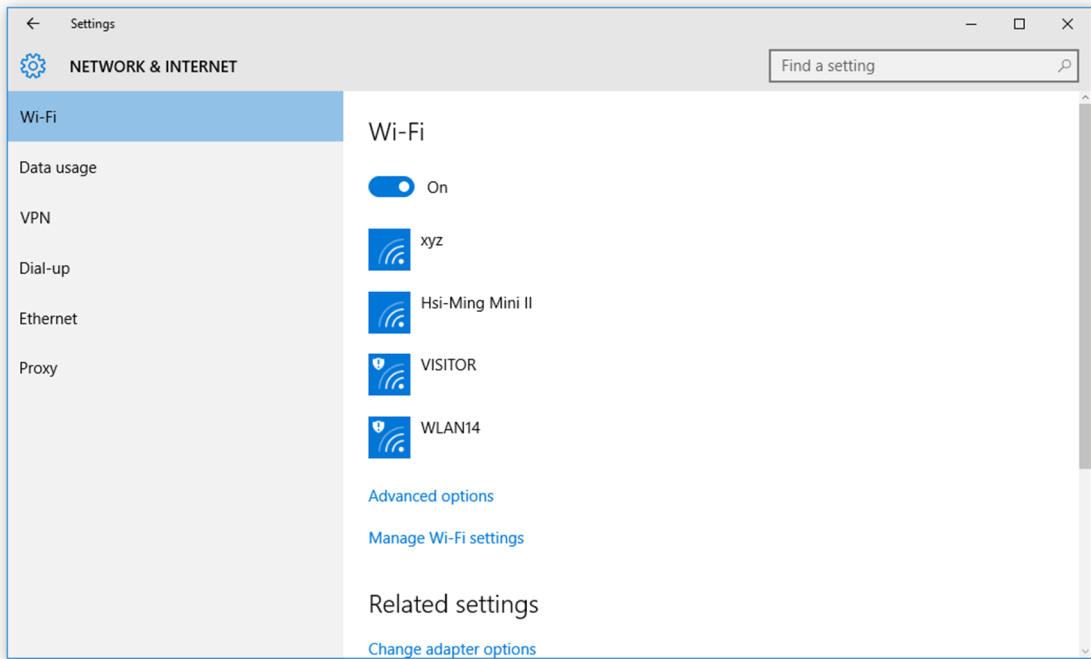 Settings
NETWORK & INTERNET
Find a setting
Wi-Fi
Data usage
VPN
Dial-up
Ethernet
Proxy
Wi-Fi
On
xyz
Hsi-Ming Mini II
VISITOR
WLAN14
Advanced options
Manage Wi-Fi settings
Related settings
Change adapter options